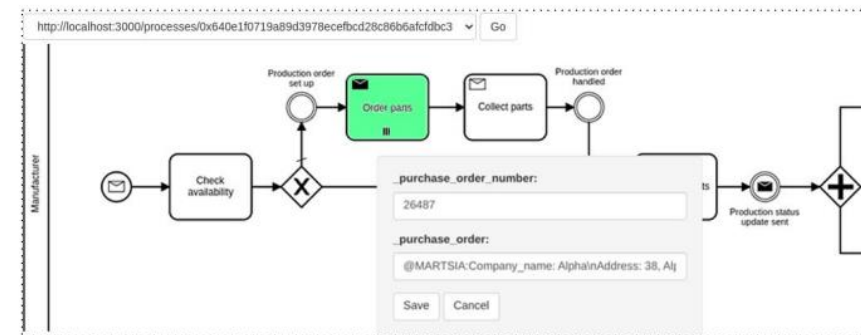 http://localhost:3000/processes/0x640e1f0719a89d3978ecefbcd28c86b6afcfdbc3
Go
Production order
set up
Production order
handled
Order parts
Collect parts
Manufacturer
Check
availability
X
ts
Production status
update sent
_purchase_order_number:
26487
_purchase_order:
@MARTSIA:Company_name: Alpha\nAddress: 38, Alp
Save
Cancel